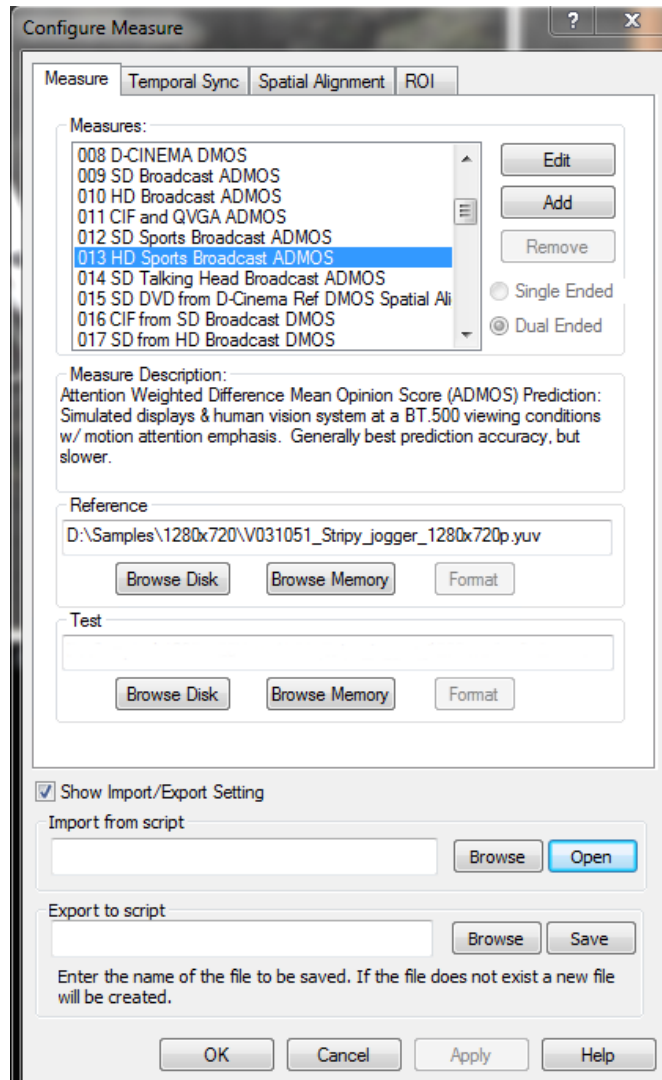 Configure Measure
? X
Measure Temporal Sync Spatial Alignment ROI
Measures:
008 D-CINEMA DMOS
009 SD Broadcast ADMOS
010 HD Broadcast ADMOS
011 CIF and QVGA ADMOS
012 SD Sports Broadcast ADMOS
013 HD Sports Broadcast ADMOS
014 SD Talking Head Broadcast ADMOS
015 SD DVD from D-Cinema Ref DMOS Spatial Ali
016 CIF from SD Broadcast DMOS
017 SD from HD Broadcast DMOS
Edit
Add
Remove
Single Ended
Dual Ended
Measure Description:
Attention Weighted Difference Mean Opinion Score (ADMOS) Prediction:
Simulated displays & human vision system at a BT.500 viewing conditions
w/ motion attention emphasis. Generally best prediction accuracy, but
slower.
Reference
D:\Samples\1280x720\V031051_Stripy_jogger_1280x720p.yuv
Browse Disk Browse Memory Format
Test
Browse Disk Browse Memory Format
Show Import/Export Setting
Import from script
Browse Open
Export to script
Browse Save
Enter the name of the file to be saved. If the file does not exist a new file
will be created.
OK Cancel Apply Help